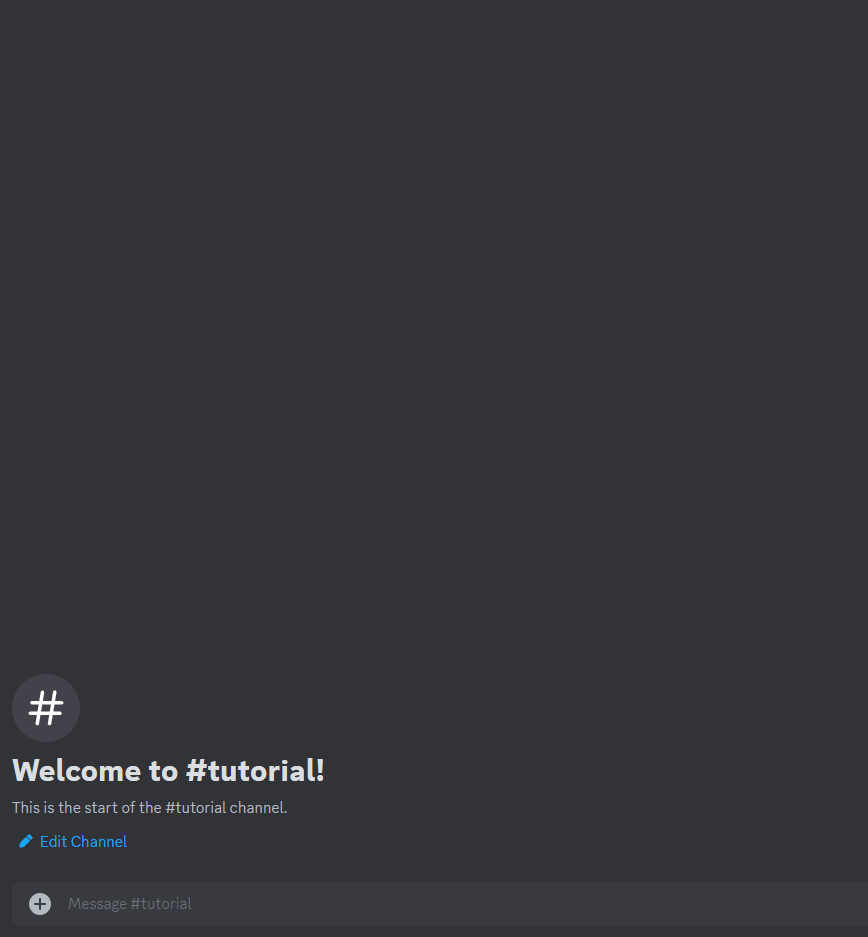 #
Welcome to #tutorial!
This is the start of the #tutorial channel.
Edit Channel
Message #tutorial